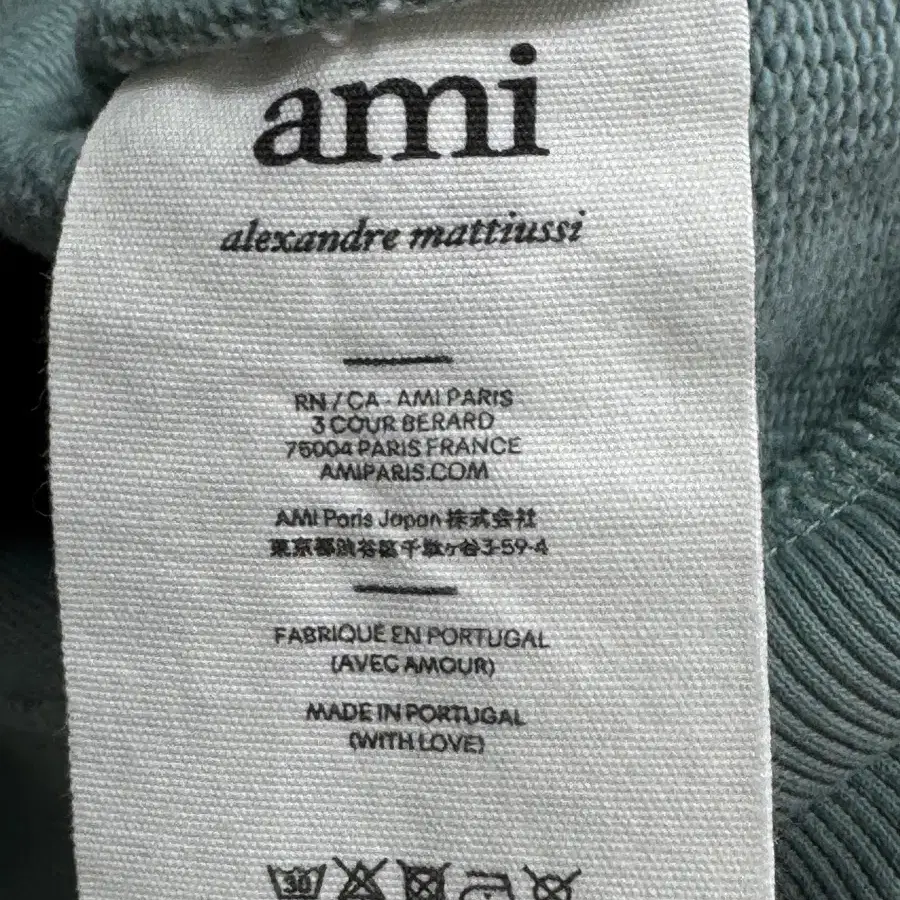 ami
alexandre mattiussi
RN / CA - AMI PARIS
3 COUR BERARD
75004 PARIS FRANCE
AMIPARIS.COM
AMI Paris Japan 株式会社
東京都渋谷区千駄ヶ谷3-59-4
FABRIQUÉ EN PORTUGAL
(AVEC AMOUR)
MADE IN PORTUGAL
(WITH LOVE)
30